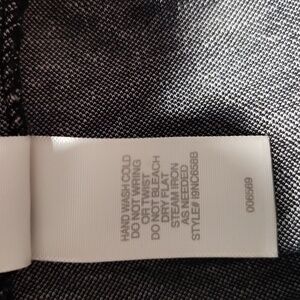 HAND WASH COLD
DO NOT WRING
OR TWIST
DO NOT BLEACH
DRY FLAT
STEAM IRON
AS NEEDED
STYLE# I9NC658B
006569